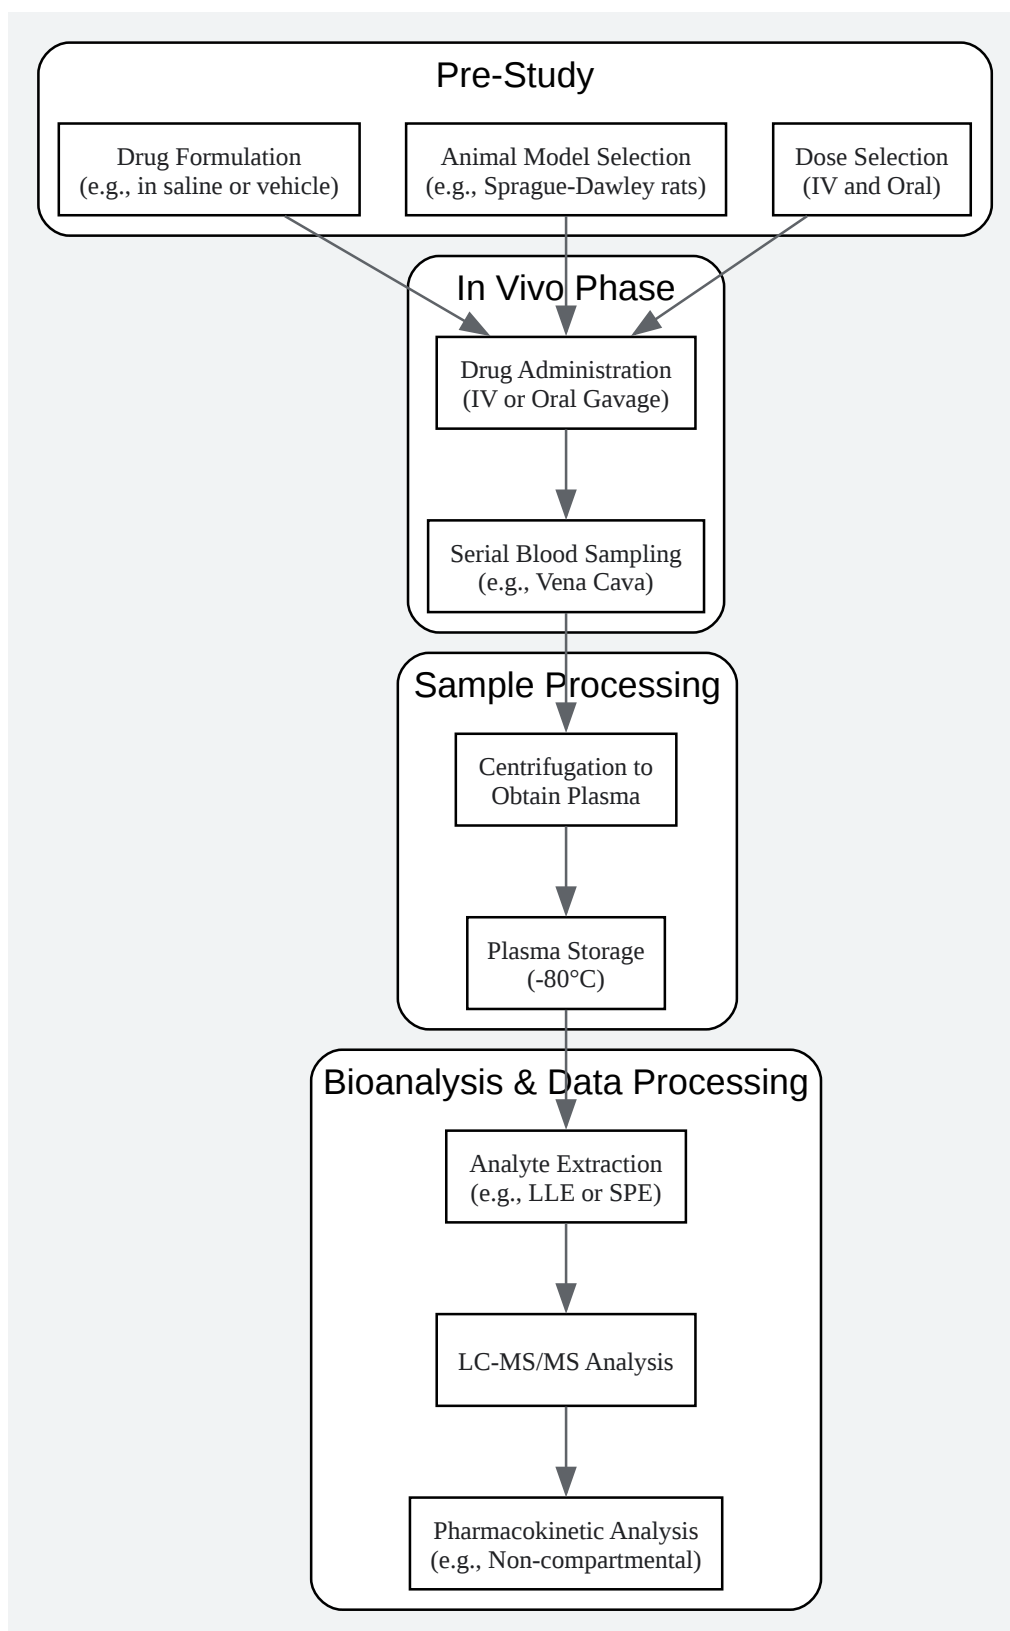 Pre-Study
Drug Formulation
(e.g., in saline or vehicle)
Animal Model Selection
(e.g., Sprague-Dawley rats)
Dose Selection
(IV and Oral)
In Vivo Phase
Drug Administration
(IV or Oral Gavage)
Serial Blood Sampling
(e.g., Vena Cava)
Sample Processing
Centrifugation to
Obtain Plasma
Plasma Storage
(-80°C)
Bioanalysis & Data Processing
Analyte Extraction
(e.g., LLE or SPE)
LC-MS/MS Analysis
Pharmacokinetic Analysis
(e.g., Non-compartmental)